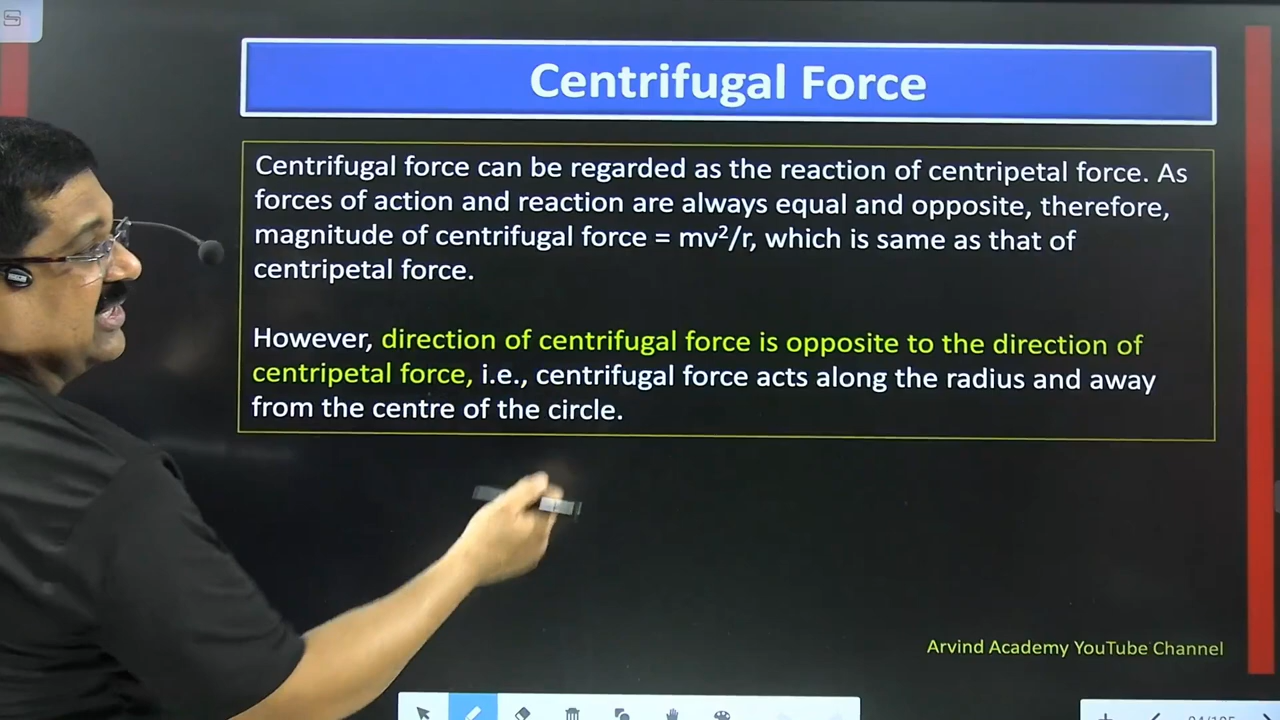 Centrifugal Force
Centrifugal force can be regarded as the reaction of centripetal force. As
forces of action and reaction are always equal and opposite, therefore,
magnitude of centrifugal force = mv²/r, which is same as that of
centripetal force.
However, direction of centrifugal force is opposite to the direction of
centripetal force, i.e., centrifugal force acts along the radius and away
from the centre of the circle.
Arvind Academy YouTube Channel